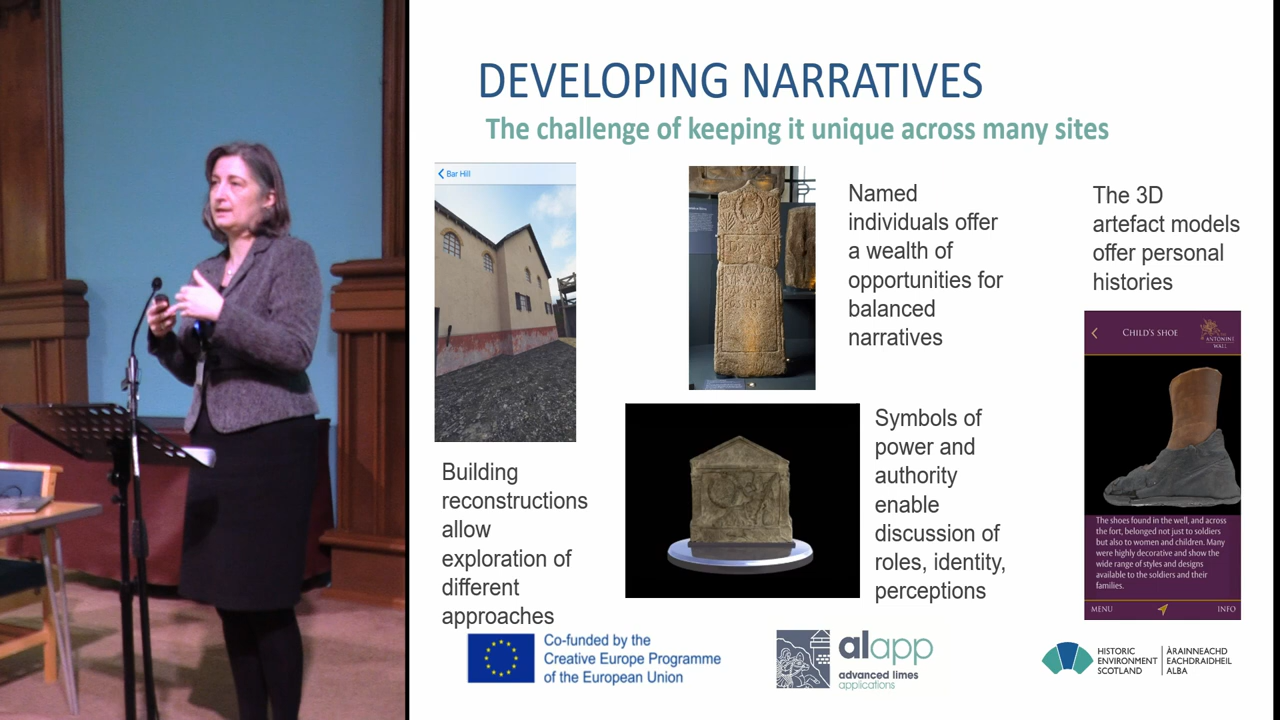 DEVELOPING NARRATIVES
The challenge of keeping it unique across many sites
Bar Hill
Building
reconstructions
allow
exploration of
different
approaches
Named
individuals offer
a wealth of
opportunities for
balanced
narratives
Symbols of
power and
authority
enable
discussion of
roles, identity,
perceptions
The 3D
artefact models
offer personal
histories
CHILD'S SHOE
THE
ANTONINE
WALL
The shoes found in the well, and across
the fort, belonged not just to soldiers
but also to women and children. Many
were highly decorative and show the
wide range of styles and designs
available to the soldiers and their
families.
MENU
INFO
Co-funded by the
Creative Europe Programme
of the European Union
alapp
advanced limes
applications
HISTORIC
ENVIRONMENT
SCOTLAND
ÀRAINNEACHD
EACHDRAIDHEIL
ALBA